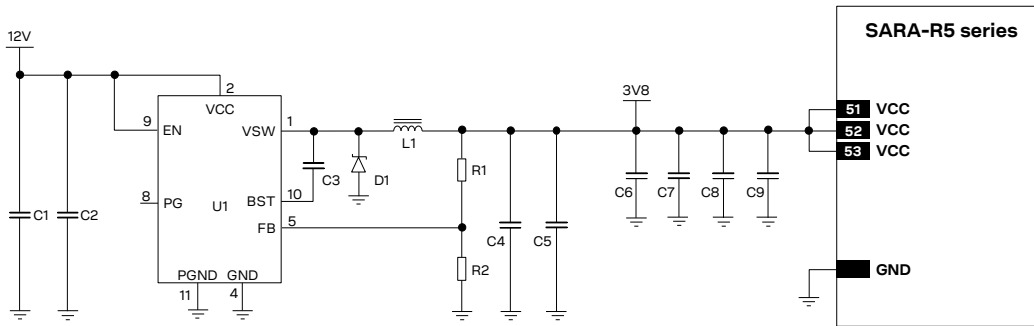 12V
SARA-R5 series
2
VCC
9
EN
VSW
1
L1
3V8
51 VCC
52 VCC
53 VCC
C3
D1
R1
C6
C7
C8
C9
8
PG
BST
10
U1
C1
C2
FB
5
C4
C5
R2
PGND
GND
11
4
GND